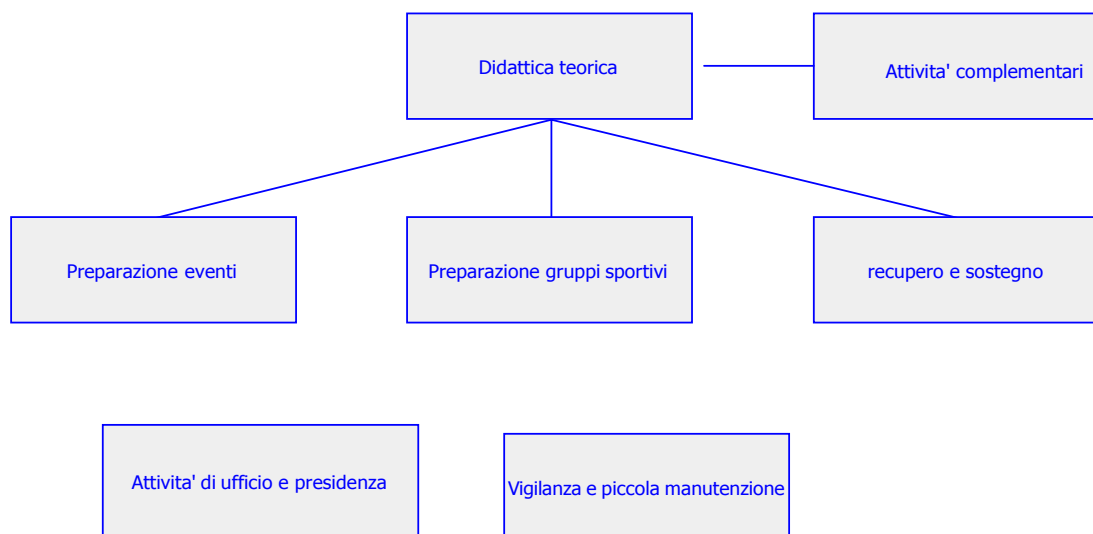 Didattica teorica
Attivita' complementari
Preparazione eventi
Preparazione gruppi sportivi
recupero e sostegno
Attivita' di ufficio e presidenza
Vigilanza e piccola manutenzione